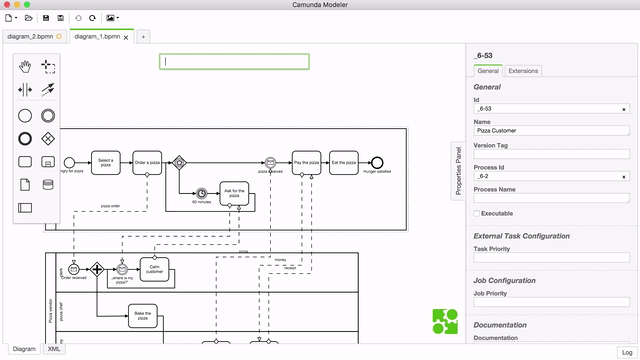 Camunda Modeler
diagram_2.bpmn
diagram_1.bpmn
Select a
pizza
Order a pizza
pizza received
Pay the pizza
Eat the pizza
Hunger satisfied
60 minutes
Ask for the
pizza
pizza order
money
receipt
Pizza vendor
clerk
Order received
„where is my
pizza?“
Calm
customer
pizza chef
Bake the
pizza
Properties Panel
_6-53
General
Extensions
General
Id
_6-53
Name
Pizza Customer
Version Tag
Process Id
_6-2
Process Name
Executable
External Task Configuration
Task Priority
Job Configuration
Job Priority
Documentation
Documentation
Diagram
XML
Log